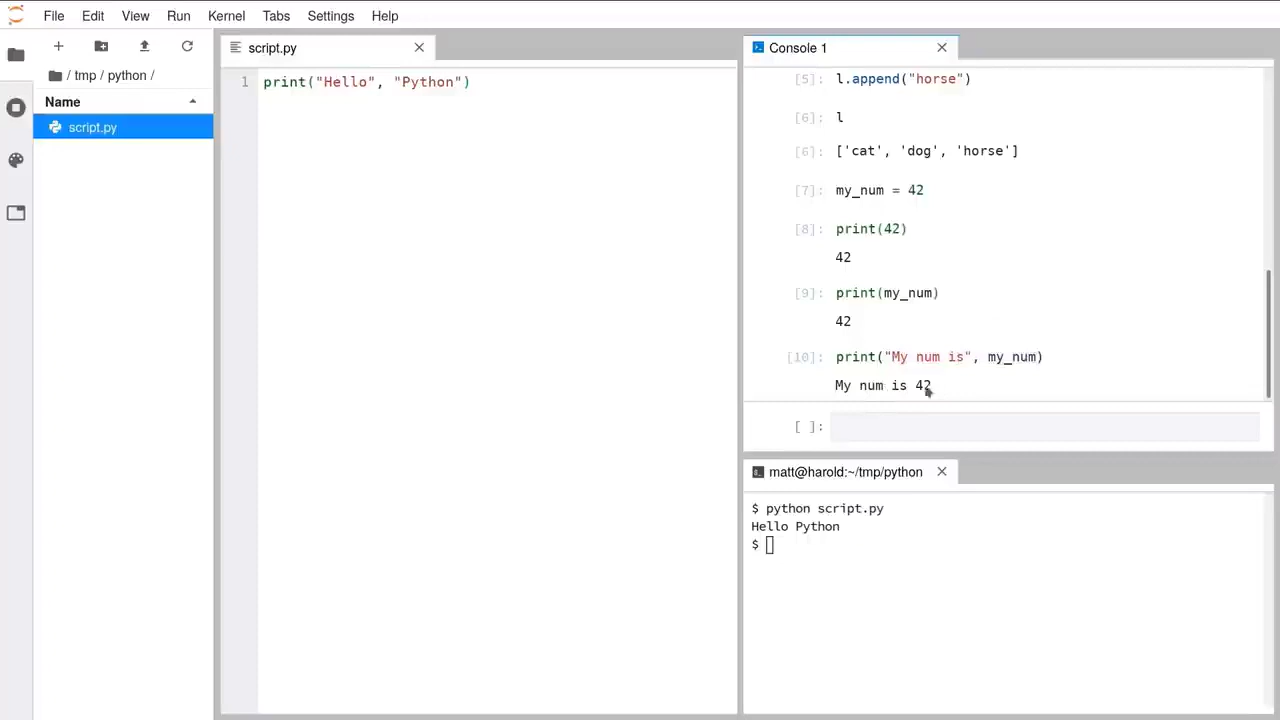 File Edit View Run Kernel Tabs Settings Help
/ tmp / python /
Name
script.py
script.py
1 print("Hello", "Python")
Console 1
[5]: l.append("horse")
[6]: l
[6]: ['cat', 'dog', 'horse']
[7]: my_num = 42
[8]: print(42)
42
[9]: print(my_num)
42
[10]: print("My num is", my_num)
My num is 42
[ ]:
matt@harold:~/tmp/python
$ python script.py
Hello Python
$